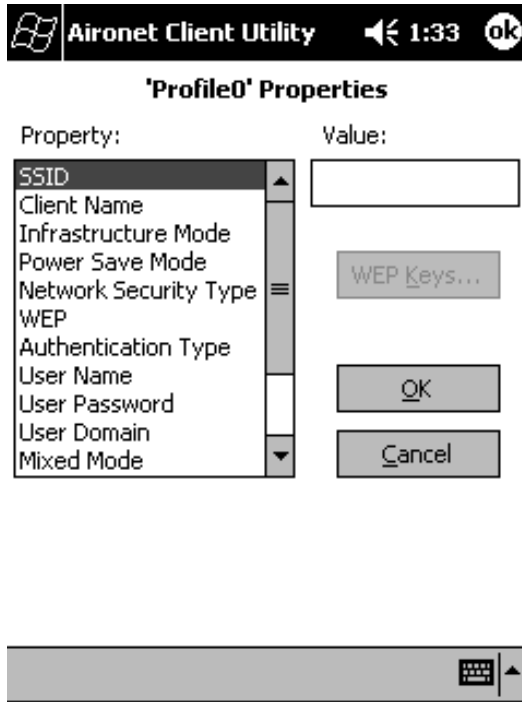 Aironet Client Utility 1:33 ok
'Profile0' Properties
Property: Value:
SSID
Client Name
Infrastructure Mode
Power Save Mode
Network Security Type
WEP
Authentication Type
User Name
User Password
User Domain
Mixed Mode
WEP Keys...
OK
Cancel